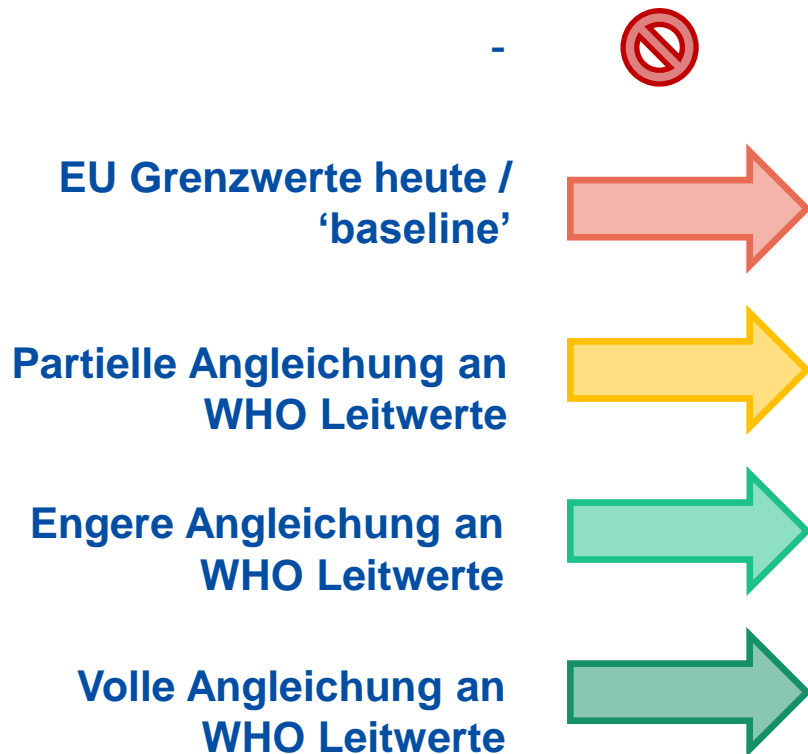 -
EU Grenzwerte heute /
‘baseline’
Partielle Angleichung an
WHO Leitwerte
Engere Angleichung an
WHO Leitwerte
Volle Angleichung an
WHO Leitwerte